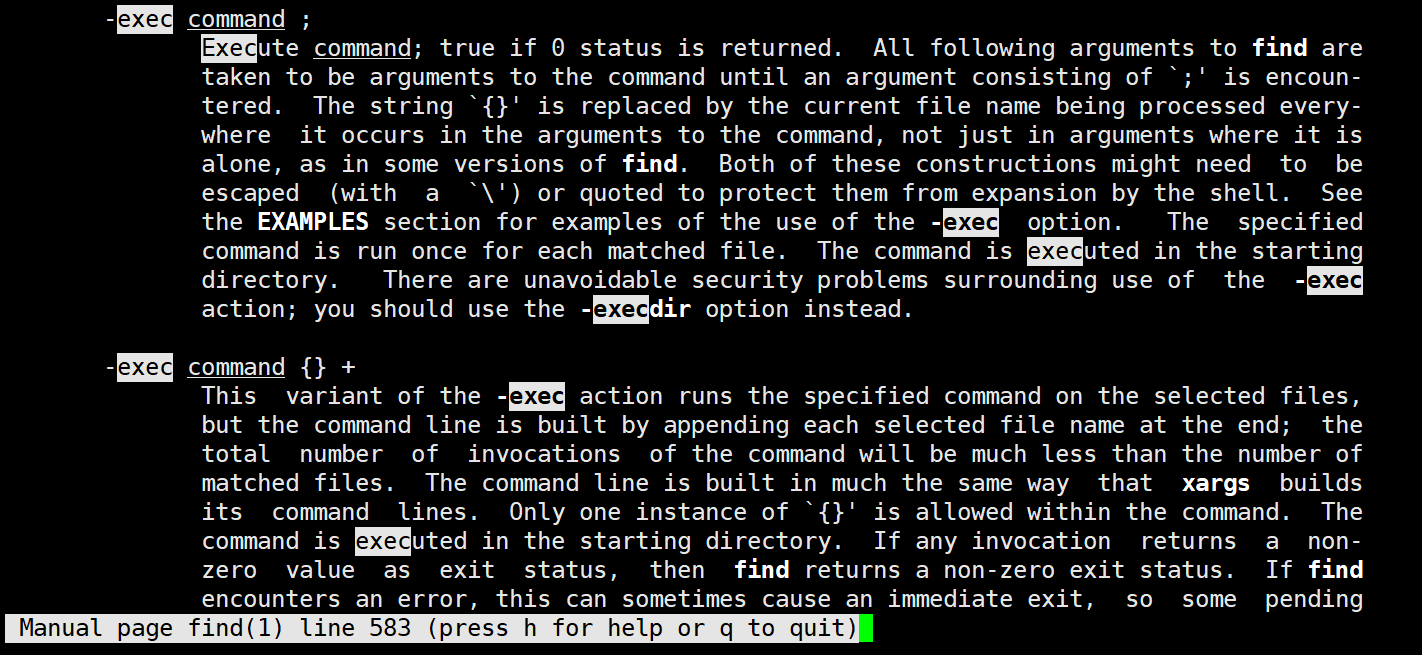 -exec command ;
Execute command; true if 0 status is returned.  All following arguments to find are
taken to be arguments to the command until an argument consisting of `;' is encoun-
tered.  The string `{}' is replaced by the current file name being processed every-
where  it occurs in the arguments to the command, not just in arguments where it is
alone, as in some versions of find.  Both of these constructions might need  to  be
escaped  (with  a  `\') or quoted to protect them from expansion by the shell.  See
the EXAMPLES section for examples of the use of the -exec  option.   The  specified
command is run once for each matched file.  The command is executed in the starting
directory.   There are unavoidable security problems surrounding use of  the  -exec
action; you should use the -execdir option instead.
-exec command {} +
This  variant of the -exec action runs the specified command on the selected files,
but the command line is built by appending each selected file name at the end;  the
total  number  of  invocations  of the command will be much less than the number of
matched files.  The command line is built in much the same way  that  xargs  builds
its  command  lines.  Only one instance of `{}' is allowed within the command.  The
command is executed in the starting directory.  If any invocation  returns  a  non-
zero  value  as  exit  status,  then  find returns a non-zero exit status.  If find
encounters an error, this can sometimes cause an immediate exit,  so  some  pending
Manual page find(1) line 583 (press h for help or q to quit)